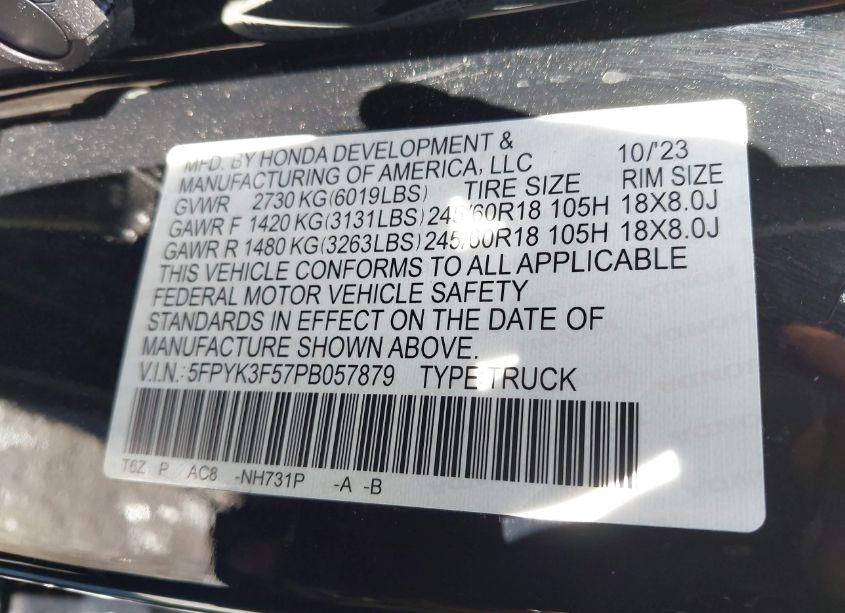 MFD. BY HONDA DEVELOPMENT & 10/'23
MANUFACTURING OF AMERICA, LLC
GVWR 2730 KG(6019LBS) TIRE SIZE RIM SIZE
GAWR F 1420 KG(3131LBS) 245/60R18 105H 18X8.0J
GAWR R 1480 KG(3263LBS) 245/60R18 105H 18X8.0J
THIS VEHICLE CONFORMS TO ALL APPLICABLE
FEDERAL MOTOR VEHICLE SAFETY
STANDARDS IN EFFECT ON THE DATE OF
MANUFACTURE SHOWN ABOVE.
V.I.N.: 5FPYK3F57PB057879 TYPE:TRUCK
T6Z P AC8 -NH731P -A -B